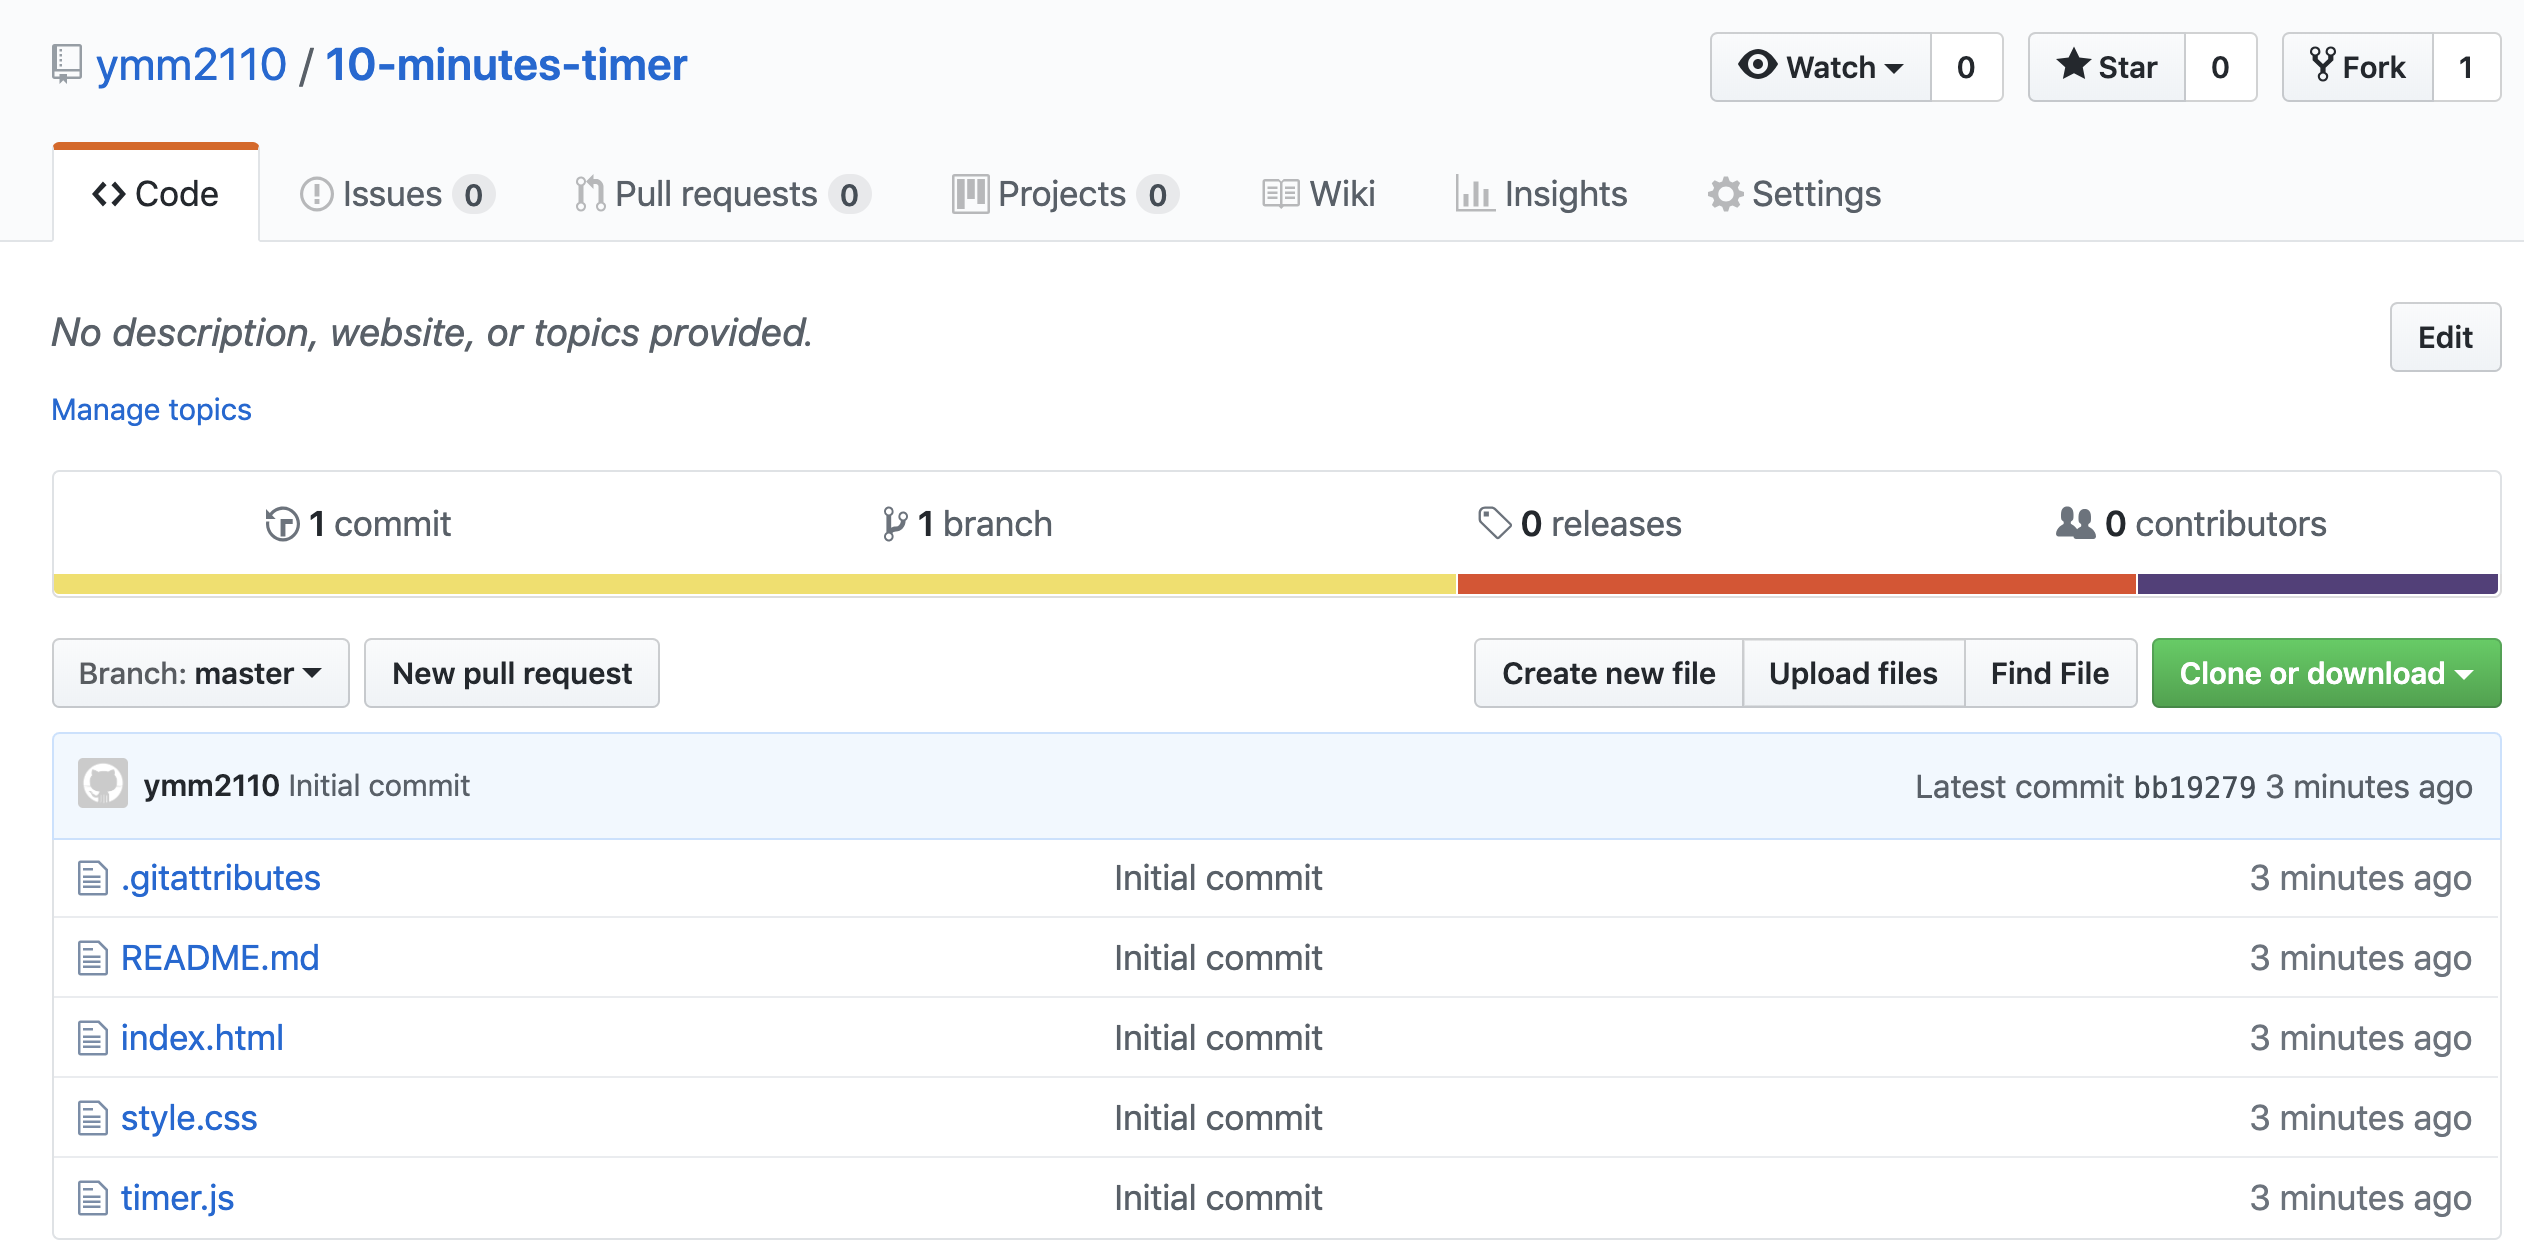 ymm2110 / 10-minutes-timer Watch 0 Star 0 Fork 1
Code Issues 0 Pull requests 0 Projects 0 Wiki Insights Settings
No description, website, or topics provided. Edit
Manage topics
1 commit 1 branch 0 releases 0 contributors
Branch: master New pull request Create new file Upload files Find File Clone or download
ymm2110 Initial commit Latest commit bb19279 3 minutes ago
.gitattributes Initial commit 3 minutes ago
README.md Initial commit 3 minutes ago
index.html Initial commit 3 minutes ago
style.css Initial commit 3 minutes ago
timer.js Initial commit 3 minutes ago